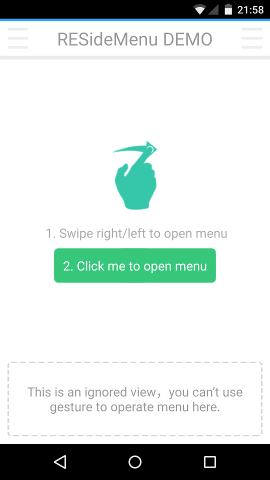 21:58
RESideMenu DEMO
1. Swipe right/left to open menu
2. Click me to open menu
This is an ignored view，you can't use
gesture to operate menu here.